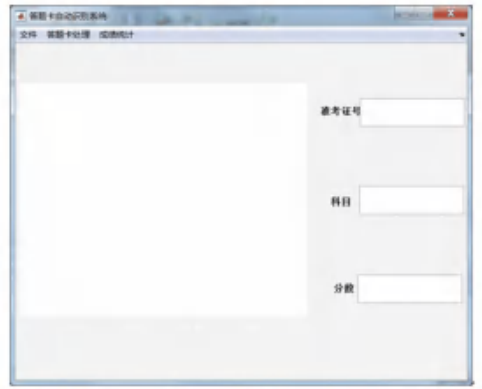 答题卡自动识别系统
文件 答题卡处理 成绩统计
准考证号
科目
分数